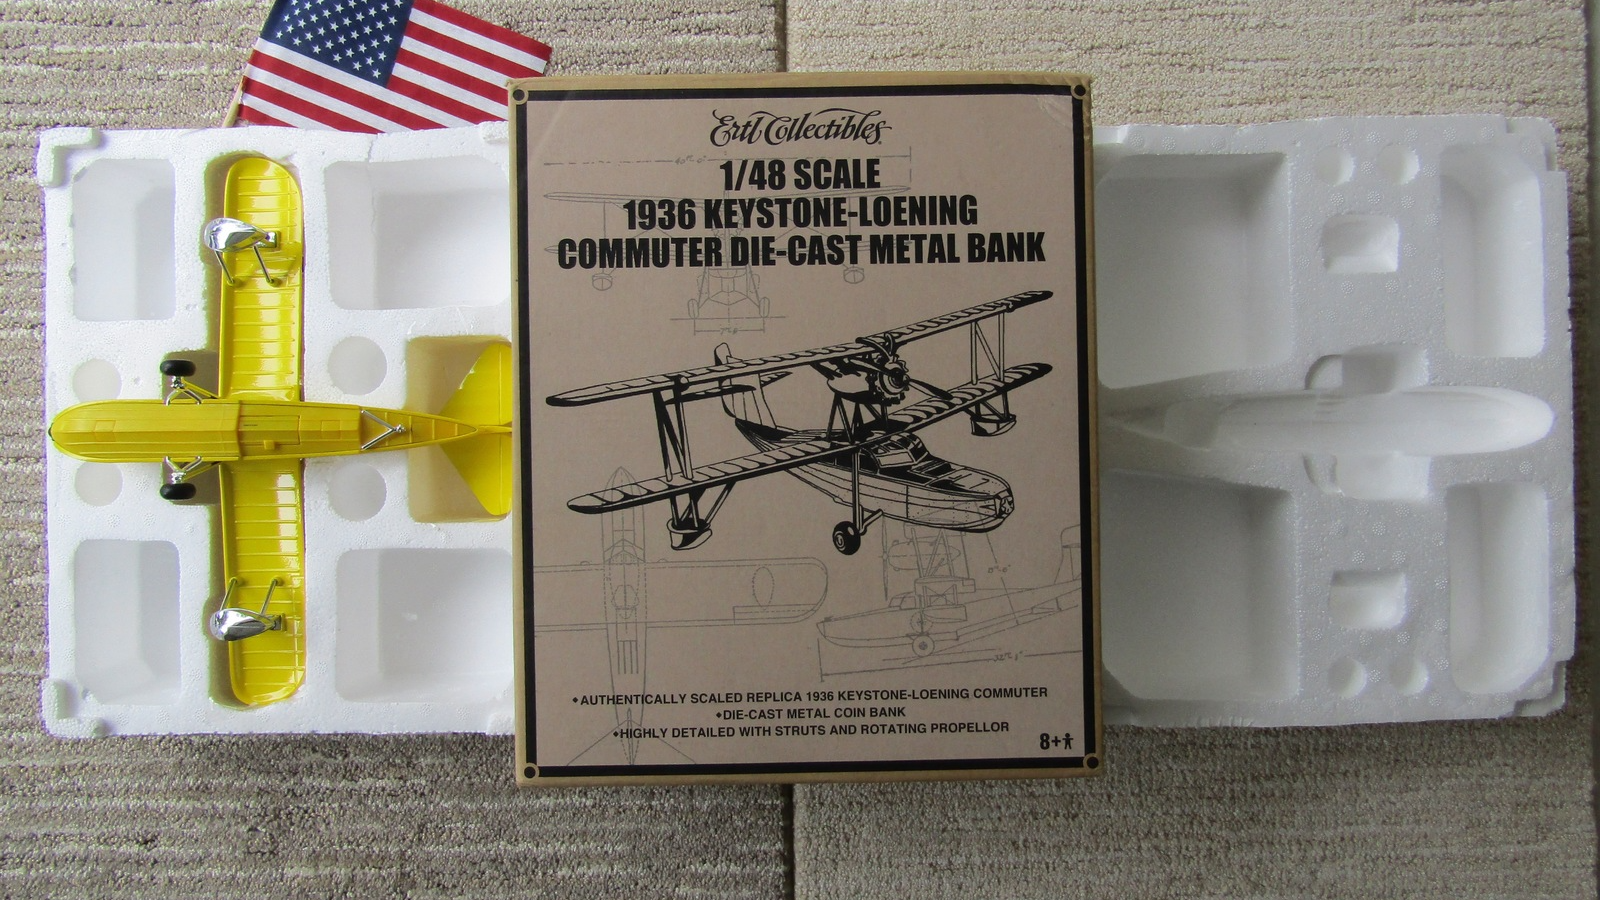 Ertl Collectibles
1/48 SCALE
1936 KEYSTONE-LOENING
COMMUTER DIE-CAST METAL BANK
◆AUTHENTICALLY SCALED REPLICA 1936 KEYSTONE-LOENING COMMUTER
◆DIE-CAST METAL COIN BANK
◆HIGHLY DETAILED WITH STRUTS AND ROTATING PROPELLOR
8+